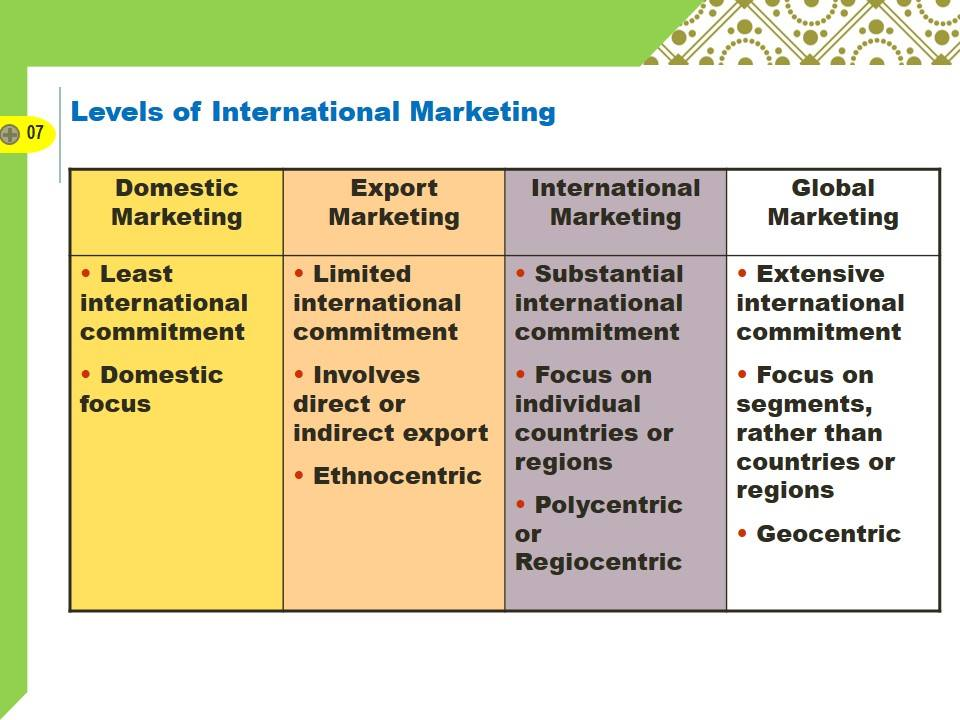 Levels of International Marketing
07
Domestic
Marketing
Export
Marketing
International
Marketing
Global
Marketing
• Least
international
commitment
• Domestic
focus
• Limited
international
commitment
• Involves
direct or
indirect export
• Ethnocentric
• Substantial
international
commitment
• Focus on
individual
countries or
regions
• Polycentric
or
Regiocentric
• Extensive
international
commitment
• Focus on
segments,
rather than
countries or
regions
• Geocentric